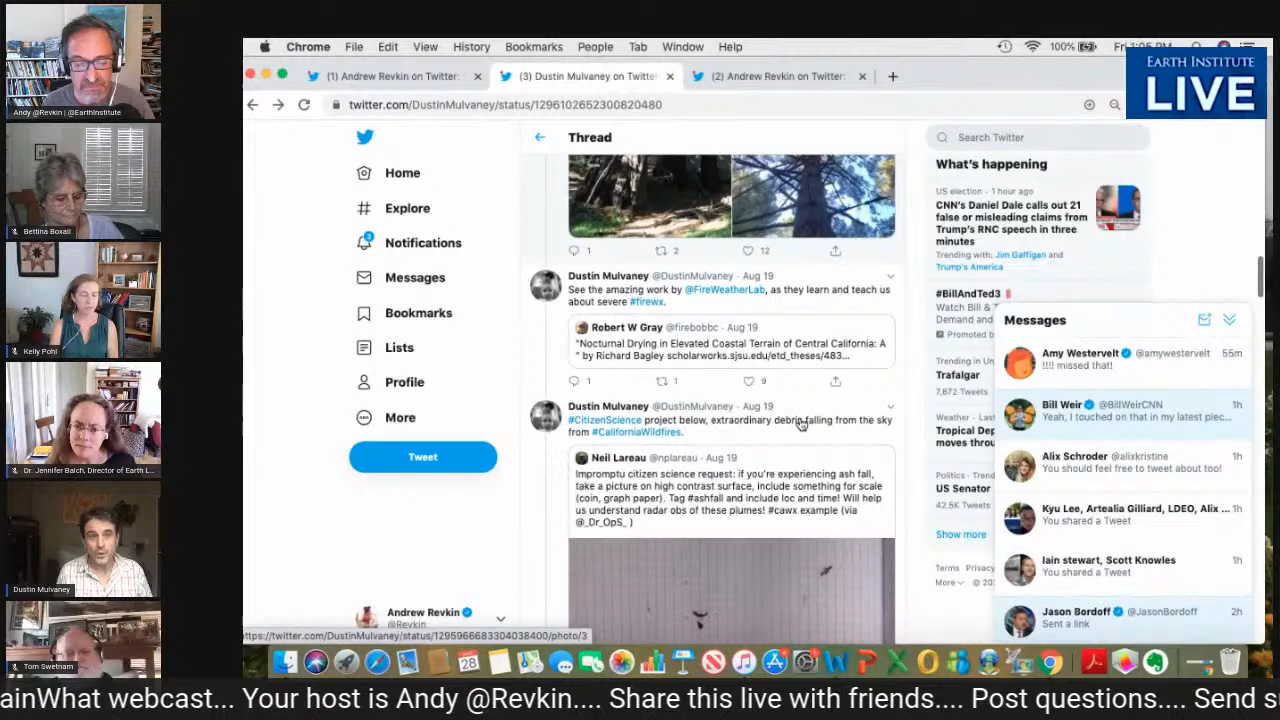 Andy @Revkin | @EarthInstitute
Bettina Boxall
Kelly Pohl
Dr. Jennifer Balch, Director of Earth L...
Dustin Mulvaney
Tom Swetnam
Chrome File Edit View History Bookmarks People Tab Window Help
100%
EARTH INSTITUTE
LIVE
(1) Andrew Revkin on Twitter:
(3) Dustin Mulvaney on Twitte
(2) Andrew Revkin on Twitter:
twitter.com/DustinMulvaney/status/1296102652300820480
Home
Explore
3
Notifications
Messages
Bookmarks
Lists
Profile
More
Tweet
Andrew Revkin
@Revkin
https://twitter.com/DustinMulvaney/status/1295966683304038400/photo/3
Thread
1 2 12
Dustin Mulvaney @DustinMulvaney · Aug 19
See the amazing work by @FireWeatherLab, as they learn and teach us
about severe #firewx.
Robert W Gray @firebobbc · Aug 19
"Nocturnal Drying in Elevated Coastal Terrain of Central California: A
" by Richard Bagley scholarworks.sjsu.edu/etd_theses/483...
1 1 9
Dustin Mulvaney @DustinMulvaney · Aug 19
#CitizenScience project below, extraordinary debris falling from the sky
from #CaliforniaWildfires.
Neil Lareau @nplareau · Aug 19
Impromptu citizen science request: if you're experiencing ash fall,
take a picture on high contrast surface, include something for scale
(coin, graph paper). Tag #ashfall and include loc and time! Will help
us understand radar obs of these plumes! #cawx example (via
@_Dr_OpS_ )
Search Twitter
What's happening
US election · 1 hour ago
CNN's Daniel Dale calls out 21
false or misleading claims from
Trump's RNC speech in three
minutes
Trending with: Jim Gaffigan and
Trump's America
#BillAndTed3
Watch Bill &
Demand and
Promoted
Trending in
Trafalgar
7,872 Tweets
Weather ·
Tropical Dep
moves throu
Politics ·
US Senator
42.5K Tweets
Show more
Terms Privacy
More
Messages
Amy Westervelt @amywestervelt 55m
!!!! missed that!
Bill Weir @BillWeirCNN 1h
Yeah, I touched on that in my latest piec...
Alix Schroder @alixkristine 1h
You should feel free to tweet about too!
Kyu Lee, Artealia Gilliard, LDEO, Alix ... 1h
You shared a Tweet
Iain stewart, Scott Knowles 1h
You shared a Tweet
Jason Bordoff @JasonBordoff 2h
Sent a link
28
ainWhat webcast... Your host is Andy @Revkin.... Share this live with friends.... Post questions.... Send s